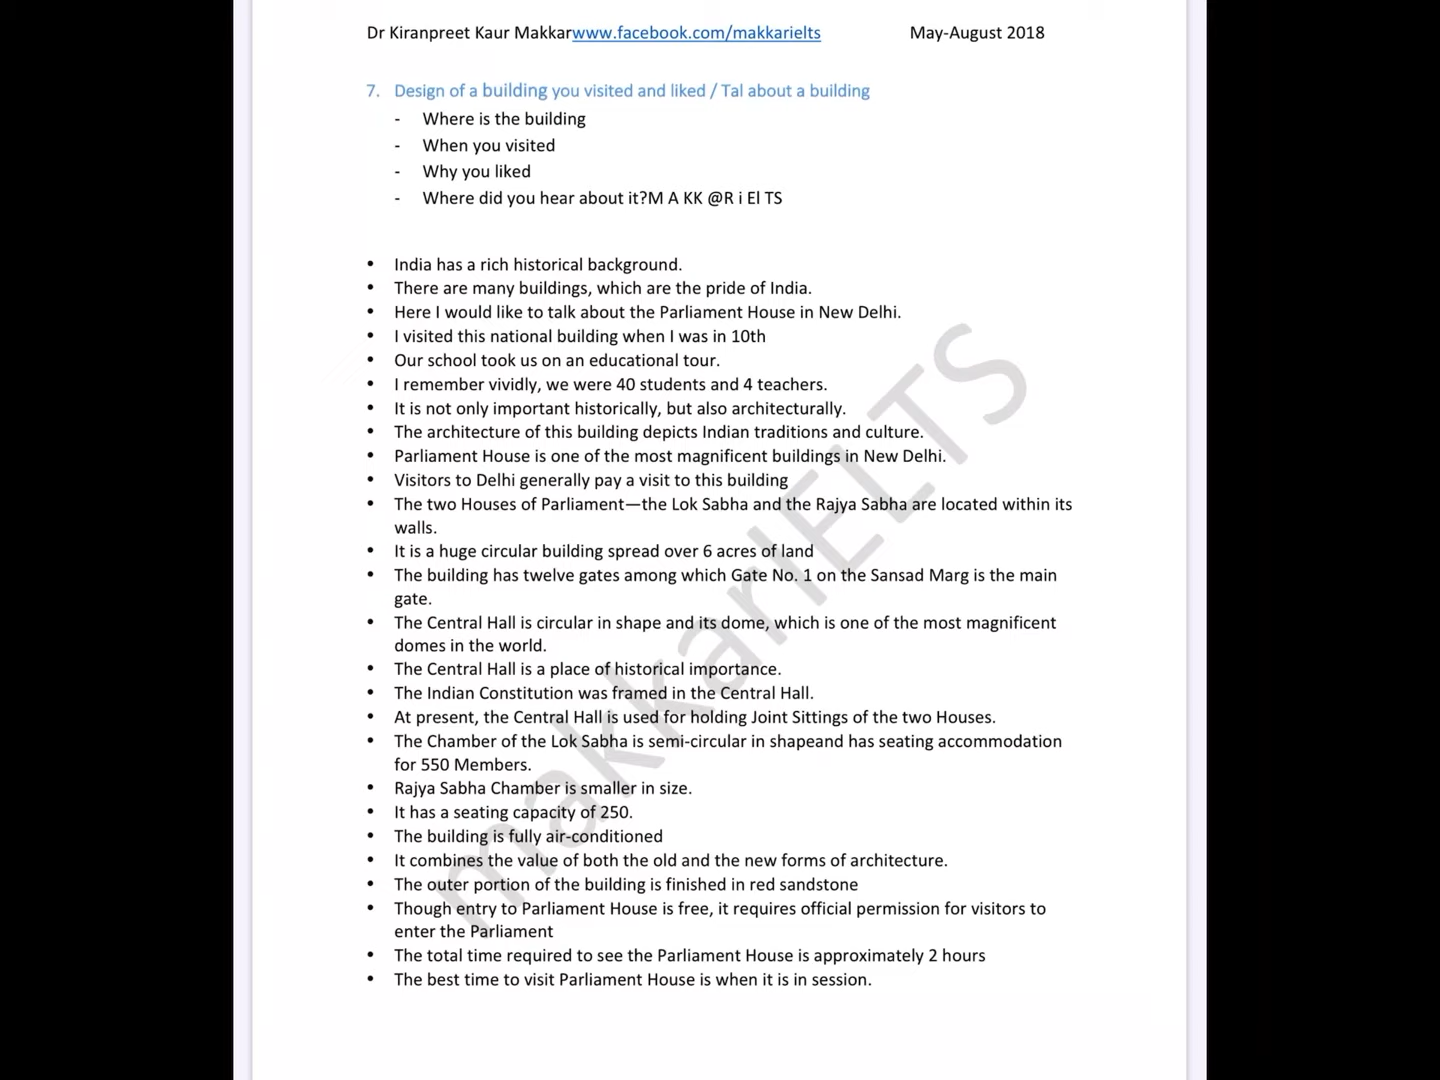 Dr Kiranpreet Kaur Makkarwww.facebook.com/makkarielts May-August 2018
7. Design of a building you visited and liked / Tal about a building
- Where is the building
- When you visited
- Why you liked
- Where did you hear about it?M A KK @R i El TS
• India has a rich historical background.
• There are many buildings, which are the pride of India.
• Here I would like to talk about the Parliament House in New Delhi.
• I visited this national building when I was in 10th
• Our school took us on an educational tour.
• I remember vividly, we were 40 students and 4 teachers.
• It is not only important historically, but also architecturally.
• The architecture of this building depicts Indian traditions and culture.
• Parliament House is one of the most magnificent buildings in New Delhi.
• Visitors to Delhi generally pay a visit to this building
• The two Houses of Parliament—the Lok Sabha and the Rajya Sabha are located within its
walls.
• It is a huge circular building spread over 6 acres of land
• The building has twelve gates among which Gate No. 1 on the Sansad Marg is the main
gate.
• The Central Hall is circular in shape and its dome, which is one of the most magnificent
domes in the world.
• The Central Hall is a place of historical importance.
• The Indian Constitution was framed in the Central Hall.
• At present, the Central Hall is used for holding Joint Sittings of the two Houses.
• The Chamber of the Lok Sabha is semi-circular in shapeand has seating accommodation
for 550 Members.
• Rajya Sabha Chamber is smaller in size.
• It has a seating capacity of 250.
• The building is fully air-conditioned
• It combines the value of both the old and the new forms of architecture.
• The outer portion of the building is finished in red sandstone
• Though entry to Parliament House is free, it requires official permission for visitors to
enter the Parliament
• The total time required to see the Parliament House is approximately 2 hours
• The best time to visit Parliament House is when it is in session.
makkarIELTS